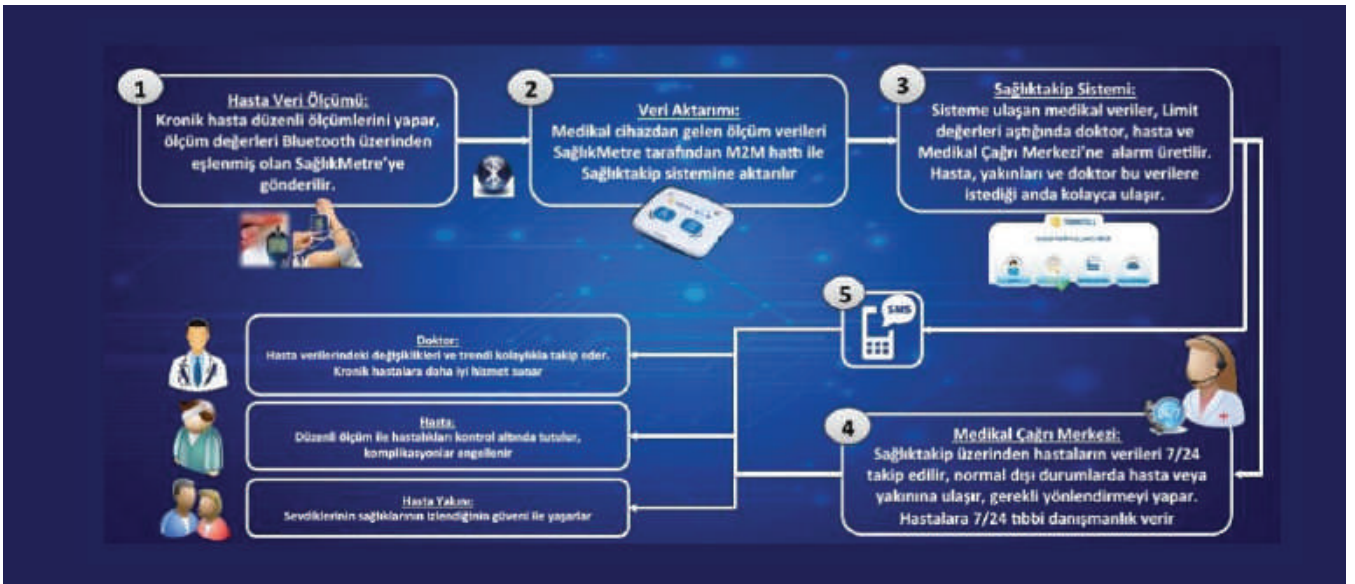 1
Hasta Veri Ölçümü:
Kronik hasta düzenli ölçümlerini yapar,
ölçüm değerleri Bluetooth üzerinden
eşlenmiş olan SağlıkMetre'ye
gönderilir.
2
Veri Aktarımı:
Medikal cihazdan gelen ölçüm verileri
SağlıkMetre tarafından M2M hattı ile
Sağlıktakip sistemine aktarılır
3
Sağlıktakip Sistemi:
Sisteme ulaşan medikal veriler, Limit
değerleri aştığında doktor, hasta ve
Medikal Çağrı Merkezi'ne alarm üretilir.
Hasta, yakınları ve doktor bu verilere
istediği anda kolayca ulaşır.
5
SMS
Doktor:
Hasta verilerindeki değişiklikleri ve trendi kolaylıkla takip eder.
Kronik hastalara daha iyi hizmet sunar
Hasta:
Düzenli ölçüm ile hastalıkları kontrol altında tutulur,
komplikasyonlar engellenir
Hasta Yakını:
Sevdiklerinin sağlıklarının izlendiğinin güveni ile yaşarlar
4
Medikal Çağrı Merkezi:
Sağlıktakip üzerinden hastaların verileri 7/24
takip edilir, normal dışı durumlarda hasta veya
yakınına ulaşır, gerekli yönlendirmeyi yapar.
Hastalara 7/24 tıbbi danışmanlık verir